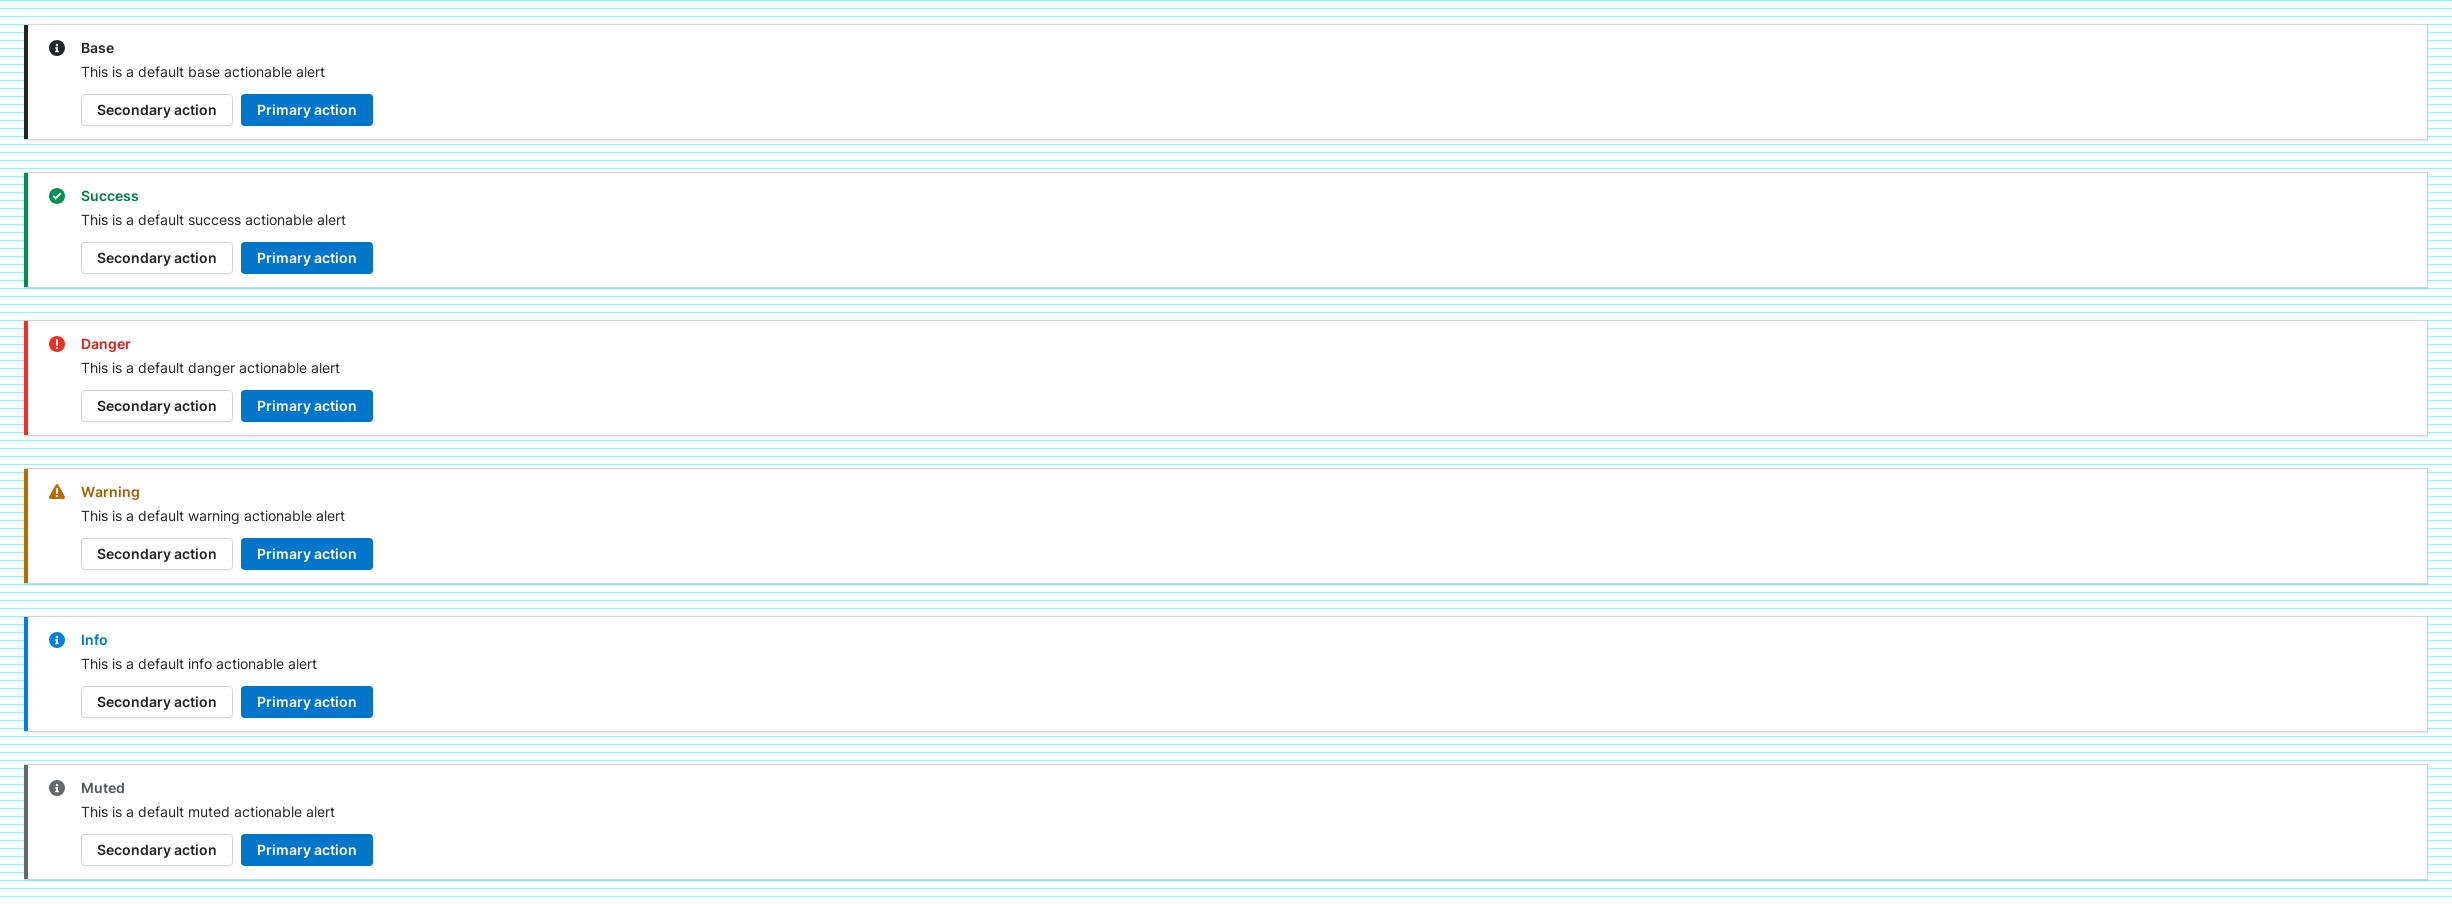 Base
This is a default base actionable alert
Secondary action Primary action
Success
This is a default success actionable alert
Secondary action Primary action
Danger
This is a default danger actionable alert
Secondary action Primary action
Warning
This is a default warning actionable alert
Secondary action Primary action
Info
This is a default info actionable alert
Secondary action Primary action
Muted
This is a default muted actionable alert
Secondary action Primary action